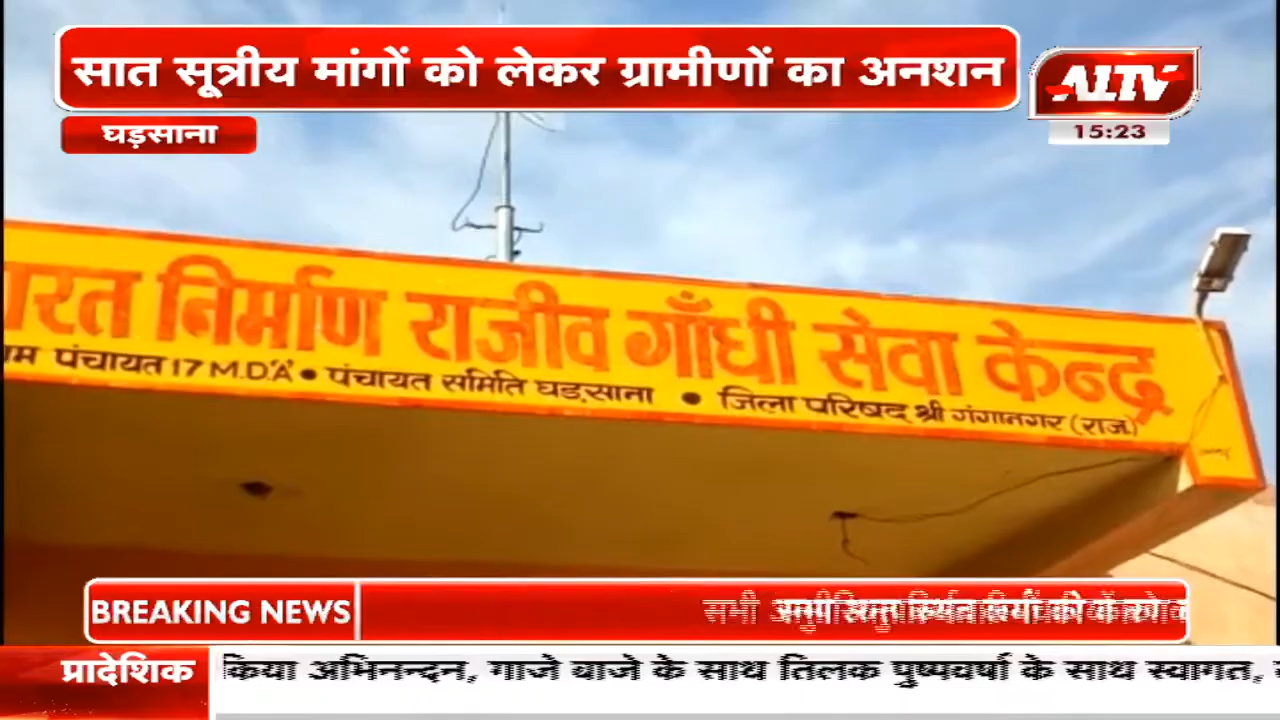 सात सूत्रीय मांगों को लेकर ग्रामीणों का अनशन
ALTV
घड़साना
15:23
निर्माण राजीव गाँधी सेवा केन्द्र
पंचायत 17 M.D.'A' • पंचायत समिति घड़साना • जिला परिषद श्री गंगानगर (राज.)
BREAKING NEWS
सभी
प्रादेशिक
किया अभिनन्दन, गाजे बाजे के साथ तिलक पुष्पवर्षा के साथ स्वागत,